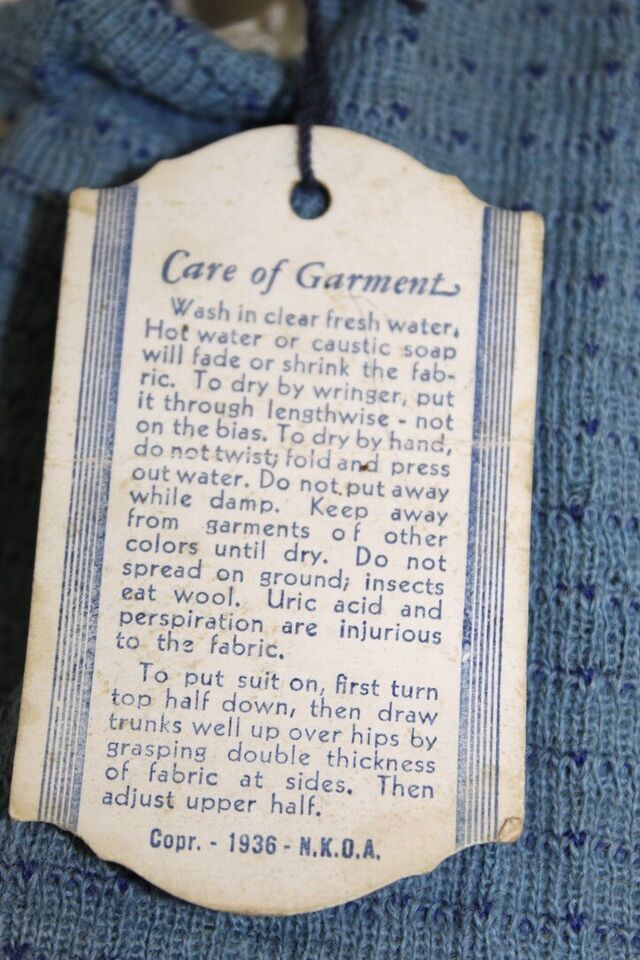 Care of Garment
Wash in clear fresh water.
Hot water or caustic soap
will fade or shrink the fab-
ric. To dry by wringer, put
it through lengthwise - not
on the bias. To dry by hand,
do not twist; fold and press
out water. Do not put away
while damp. Keep away
from garments of other
colors until dry. Do not
spread on ground; insects
eat wool. Uric acid and
perspiration are injurious
to the fabric.
To put suit on, first turn
top half down, then draw
trunks well up over hips by
grasping double thickness
of fabric at sides. Then
adjust upper half.
Copr. - 1936 - N.K.O.A.